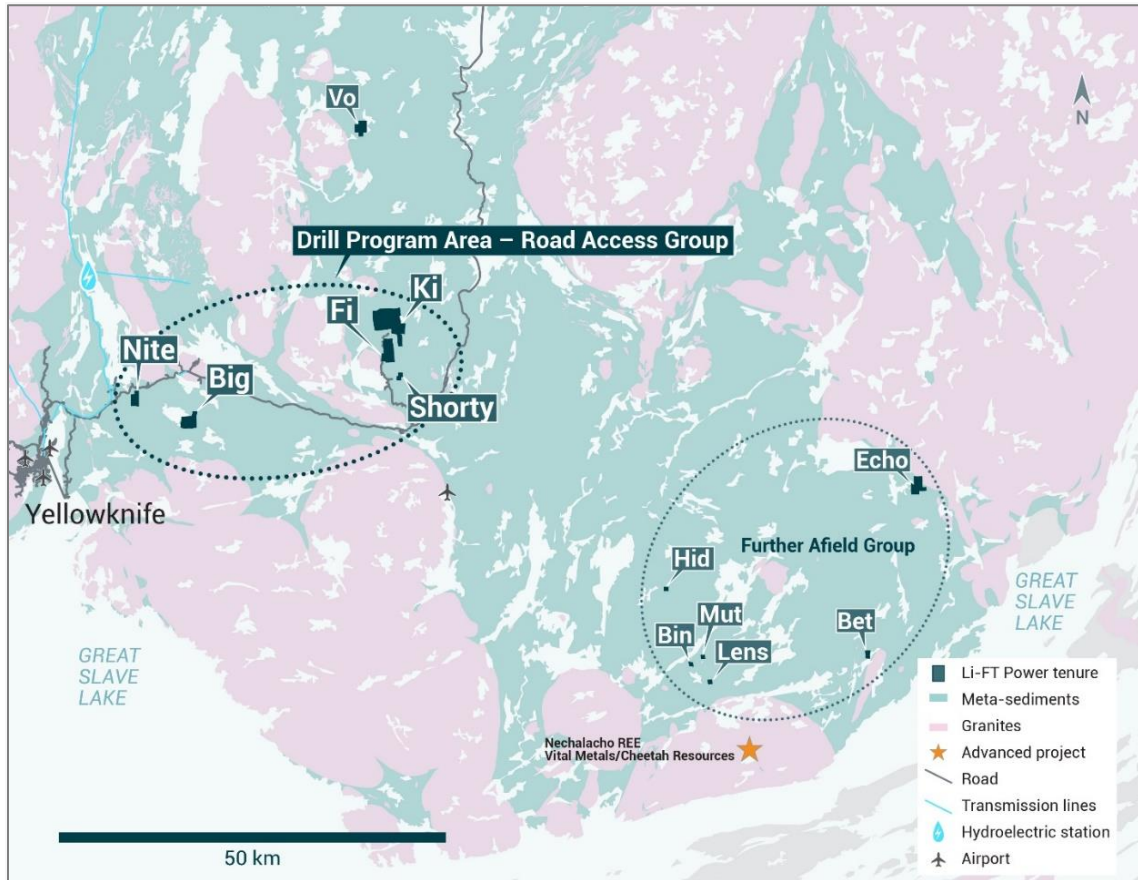 Vo
N
Drill Program Area – Road Access Group
Ki
Fi
Nite
Big
Shorty
Echo
Yellowknife
Further Afield Group
Hid
GREAT
SLAVE
LAKE
Mut
Bin
Bet
Lens
GREAT
SLAVE
LAKE
Nechalacho REE
Vital Metals/Cheetah Resources
Li-FT Power tenure
Meta-sediments
Granites
Advanced project
Road
Transmission lines
Hydroelectric station
Airport
50 km